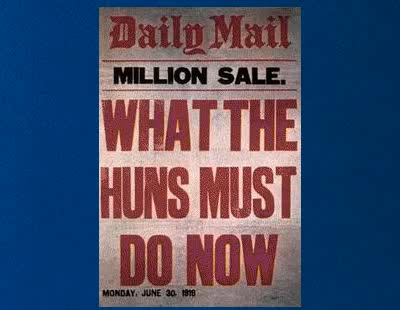 Daily Mail
MILLION SALE.
WHAT THE
HUNS MUST
DO NOW
MONDAY, JUNE 30, 1919